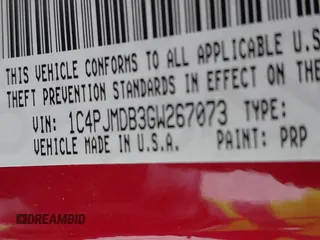 THIS VEHICLE CONFORMS TO ALL APPLICABLE U.S
THEFT PREVENTION STANDARDS IN EFFECT ON THE
VIN: 1C4PJMDB3GW267073 TYPE:
VEHICLE MADE IN U.S.A. PAINT: PRP
DREAMBID